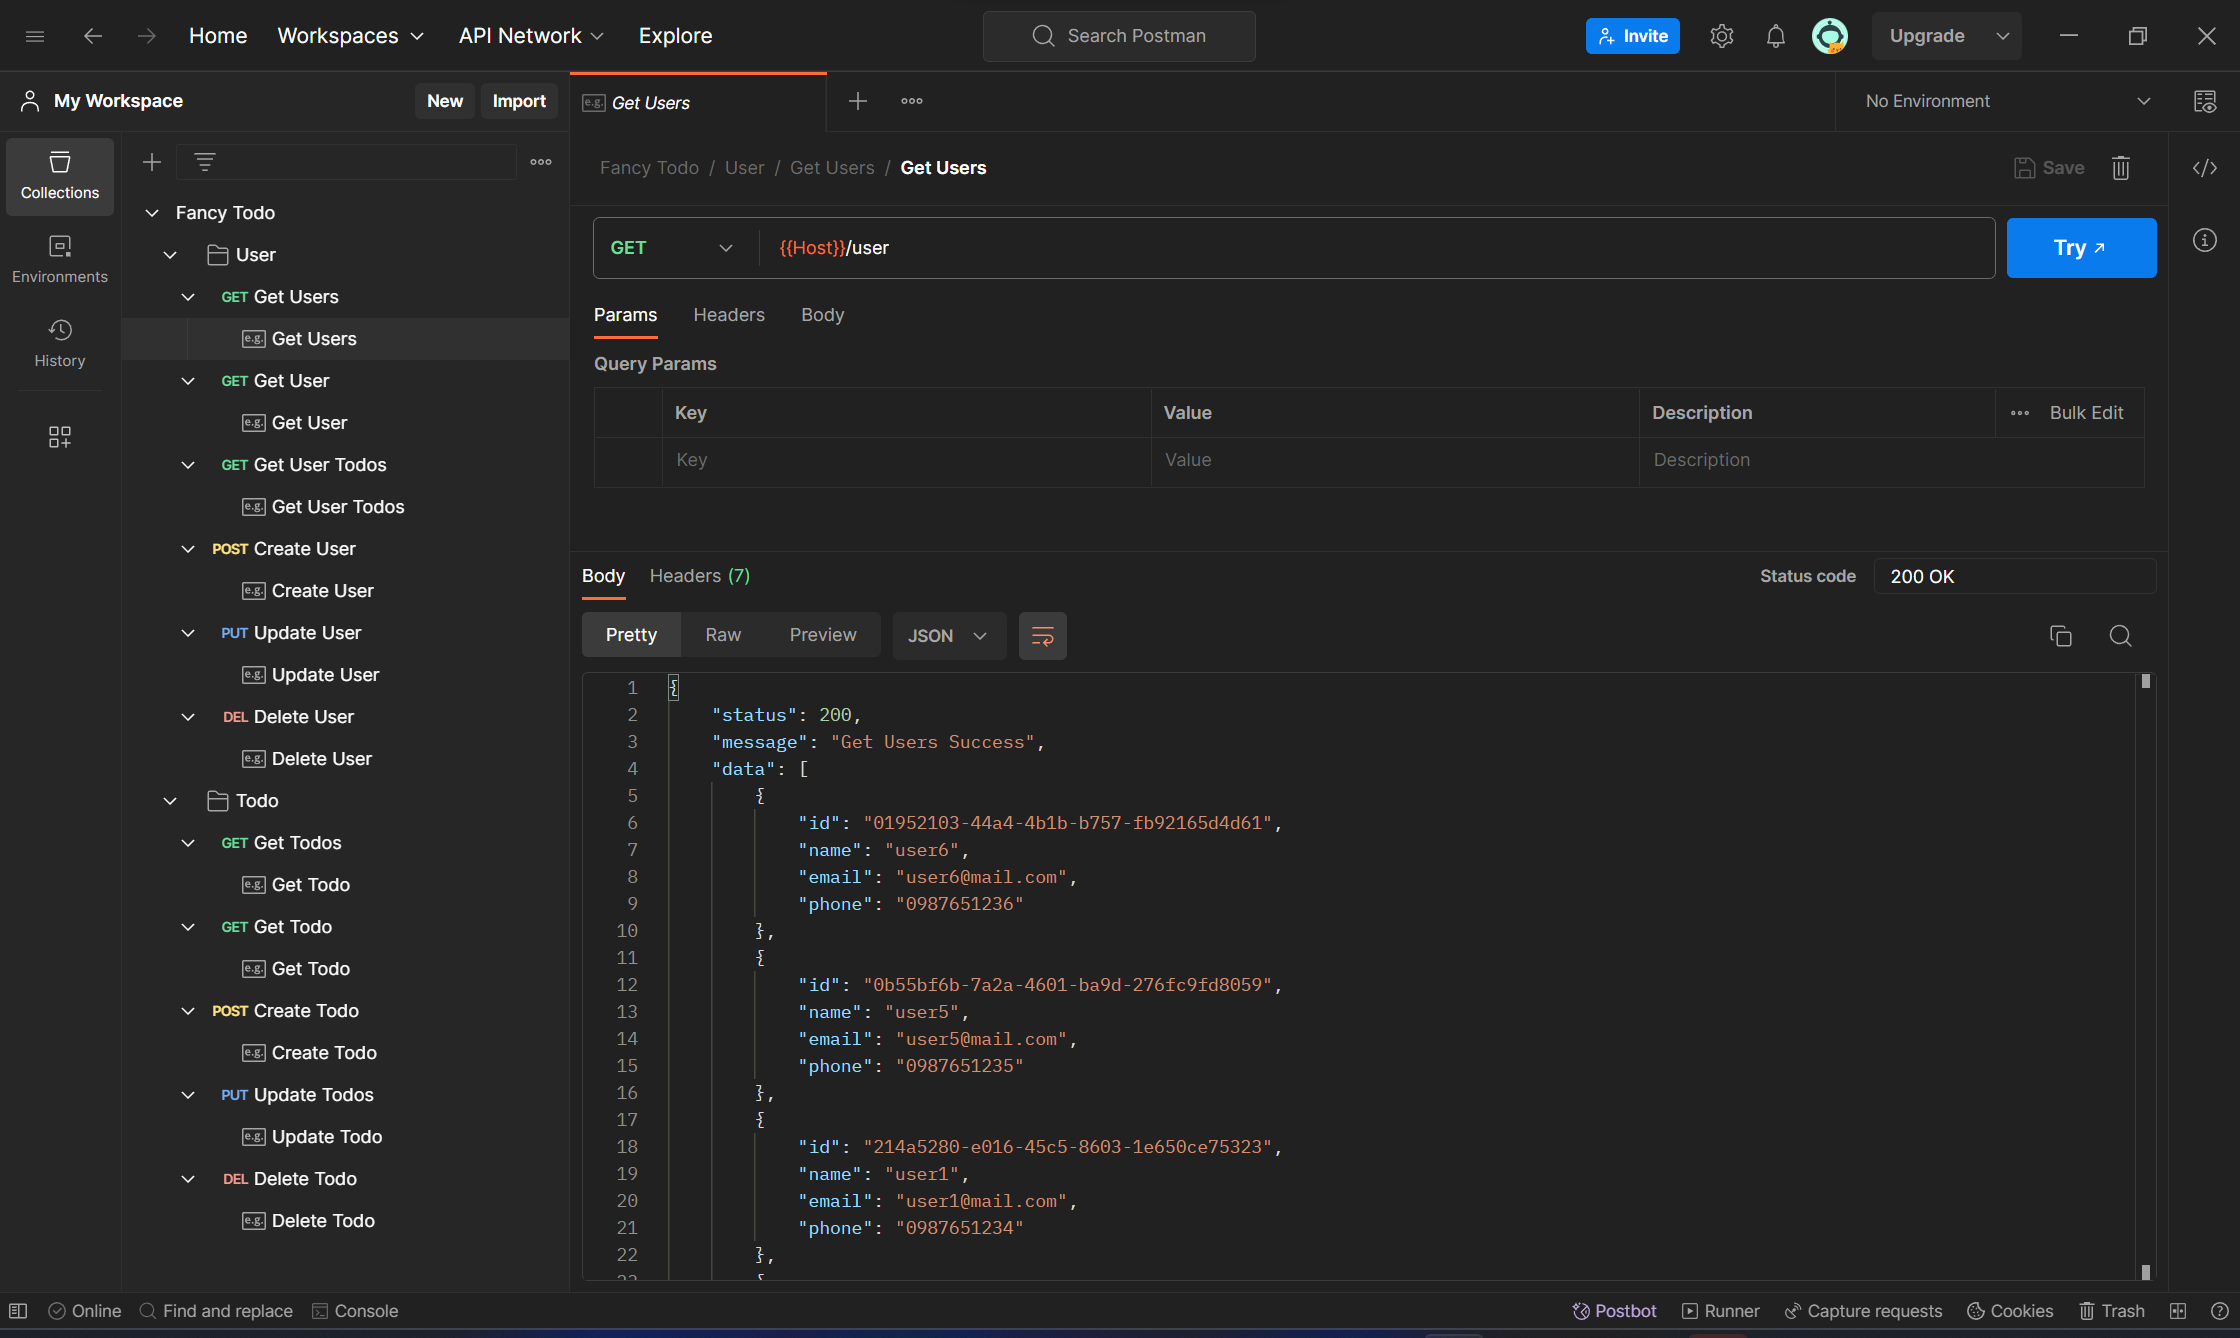 Home Workspaces API Network Explore Search Postman Invite Upgrade
My Workspace New Import
e.g. Get Users
No Environment
Collections
Environments
History
Fancy Todo
User
GET Get Users
e.g. Get Users
GET Get User
e.g. Get User
GET Get User Todos
e.g. Get User Todos
POST Create User
e.g. Create User
PUT Update User
e.g. Update User
DEL Delete User
e.g. Delete User
Todo
GET Get Todos
e.g. Get Todo
GET Get Todo
e.g. Get Todo
POST Create Todo
e.g. Create Todo
PUT Update Todos
e.g. Update Todo
DEL Delete Todo
e.g. Delete Todo
Fancy Todo / User / Get Users / Get Users
Save
GET {{Host}}/user
Try
Params Headers Body
Query Params
Key Value Description Bulk Edit
Key Value Description
Body Headers (7)
Status code 200 OK
Pretty Raw Preview JSON
1 {
2 "status": 200,
3 "message": "Get Users Success",
4 "data": [
5 {
6 "id": "01952103-44a4-4b1b-b757-fb92165d4d61",
7 "name": "user6",
8 "email": "user6@mail.com",
9 "phone": "0987651236"
10 },
11 {
12 "id": "0b55bf6b-7a2a-4601-ba9d-276fc9fd8059",
13 "name": "user5",
14 "email": "user5@mail.com",
15 "phone": "0987651235"
16 },
17 {
18 "id": "214a5280-e016-45c5-8603-1e650ce75323",
19 "name": "user1",
20 "email": "user1@mail.com",
21 "phone": "0987651234"
22 },
23 {
Online Find and replace Console Postbot Runner Capture requests Cookies Trash